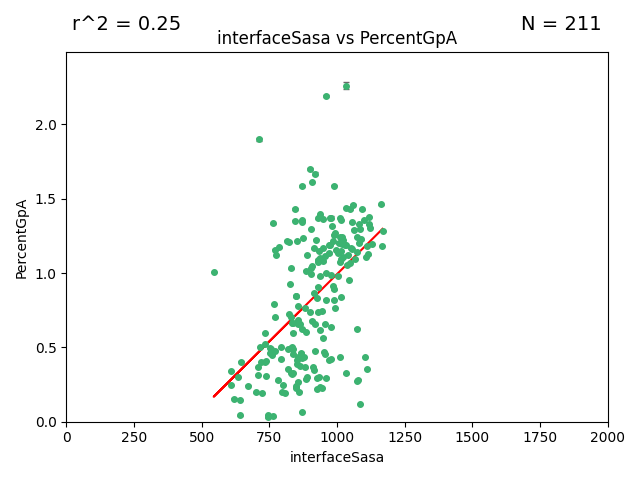 r^2 = 0.25
N = 211
interfaceSasa vs PercentGpA
PercentGpA
2.0
1.5
1.0
0.5
0.0
0
250
500
750
1000
1250
1500
1750
2000
interfaceSasa